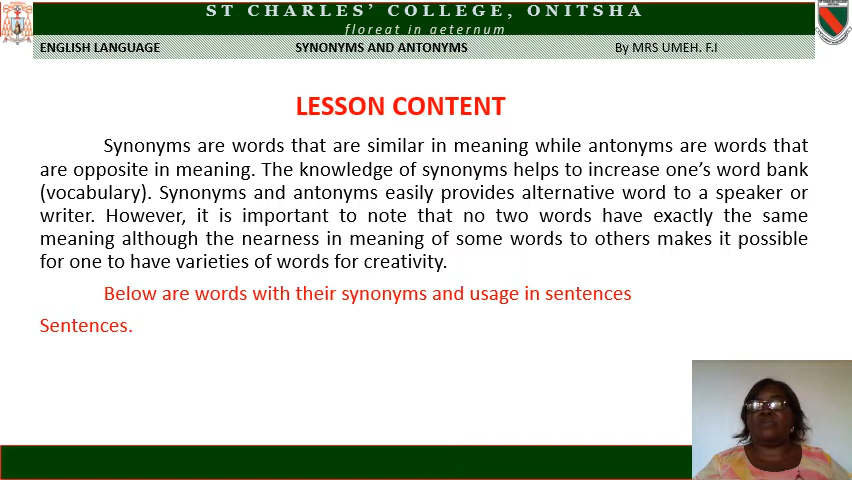 ST CHARLES' COLLEGE, ONITSHA
floreat in aeternum
ENGLISH LANGUAGE SYNONYMS AND ANTONYMS By MRS UMEH. F.I
LESSON CONTENT
Synonyms are words that are similar in meaning while antonyms are words that
are opposite in meaning. The knowledge of synonyms helps to increase one's word bank
(vocabulary). Synonyms and antonyms easily provides alternative word to a speaker or
writer. However, it is important to note that no two words have exactly the same
meaning although the nearness in meaning of some words to others makes it possible
for one to have varieties of words for creativity.
Below are words with their synonyms and usage in sentences
Sentences.